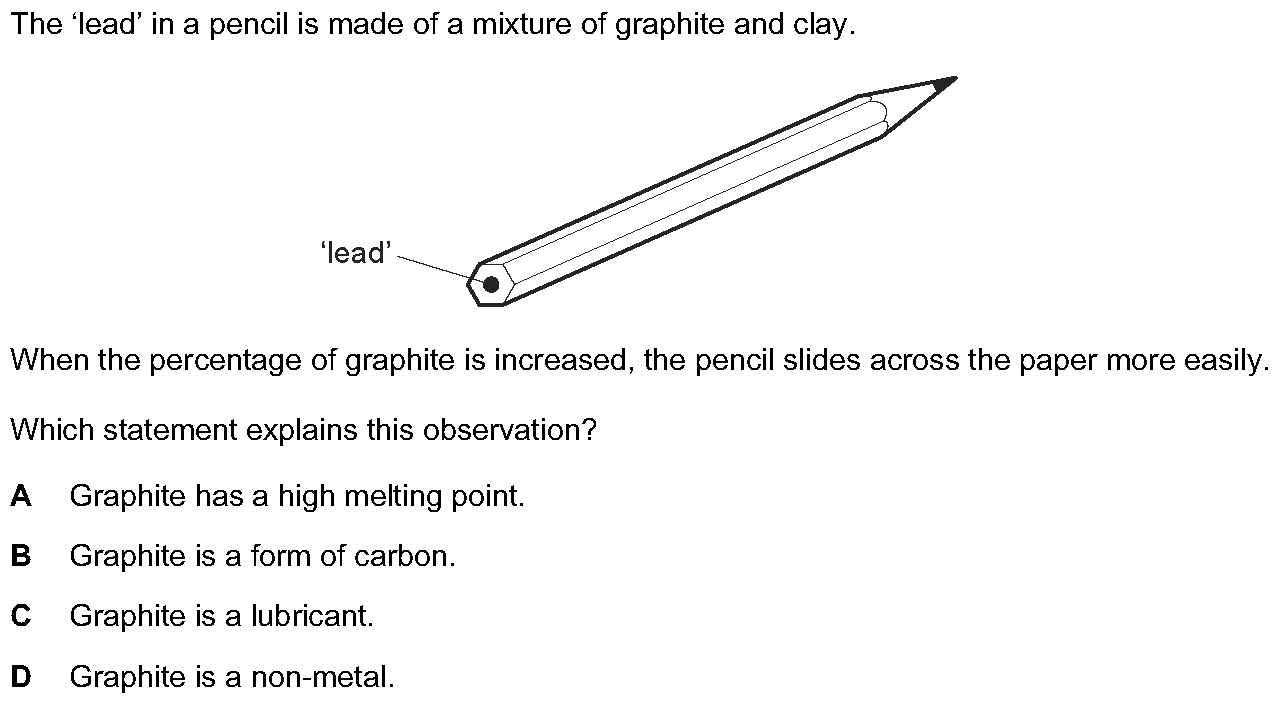 The ‘lead’ in a pencil is made of a mixture of graphite and clay.
‘lead’
When the percentage of graphite is increased, the pencil slides across the paper more easily.
Which statement explains this observation?
A Graphite has a high melting point.
B Graphite is a form of carbon.
C Graphite is a lubricant.
D Graphite is a non-metal.